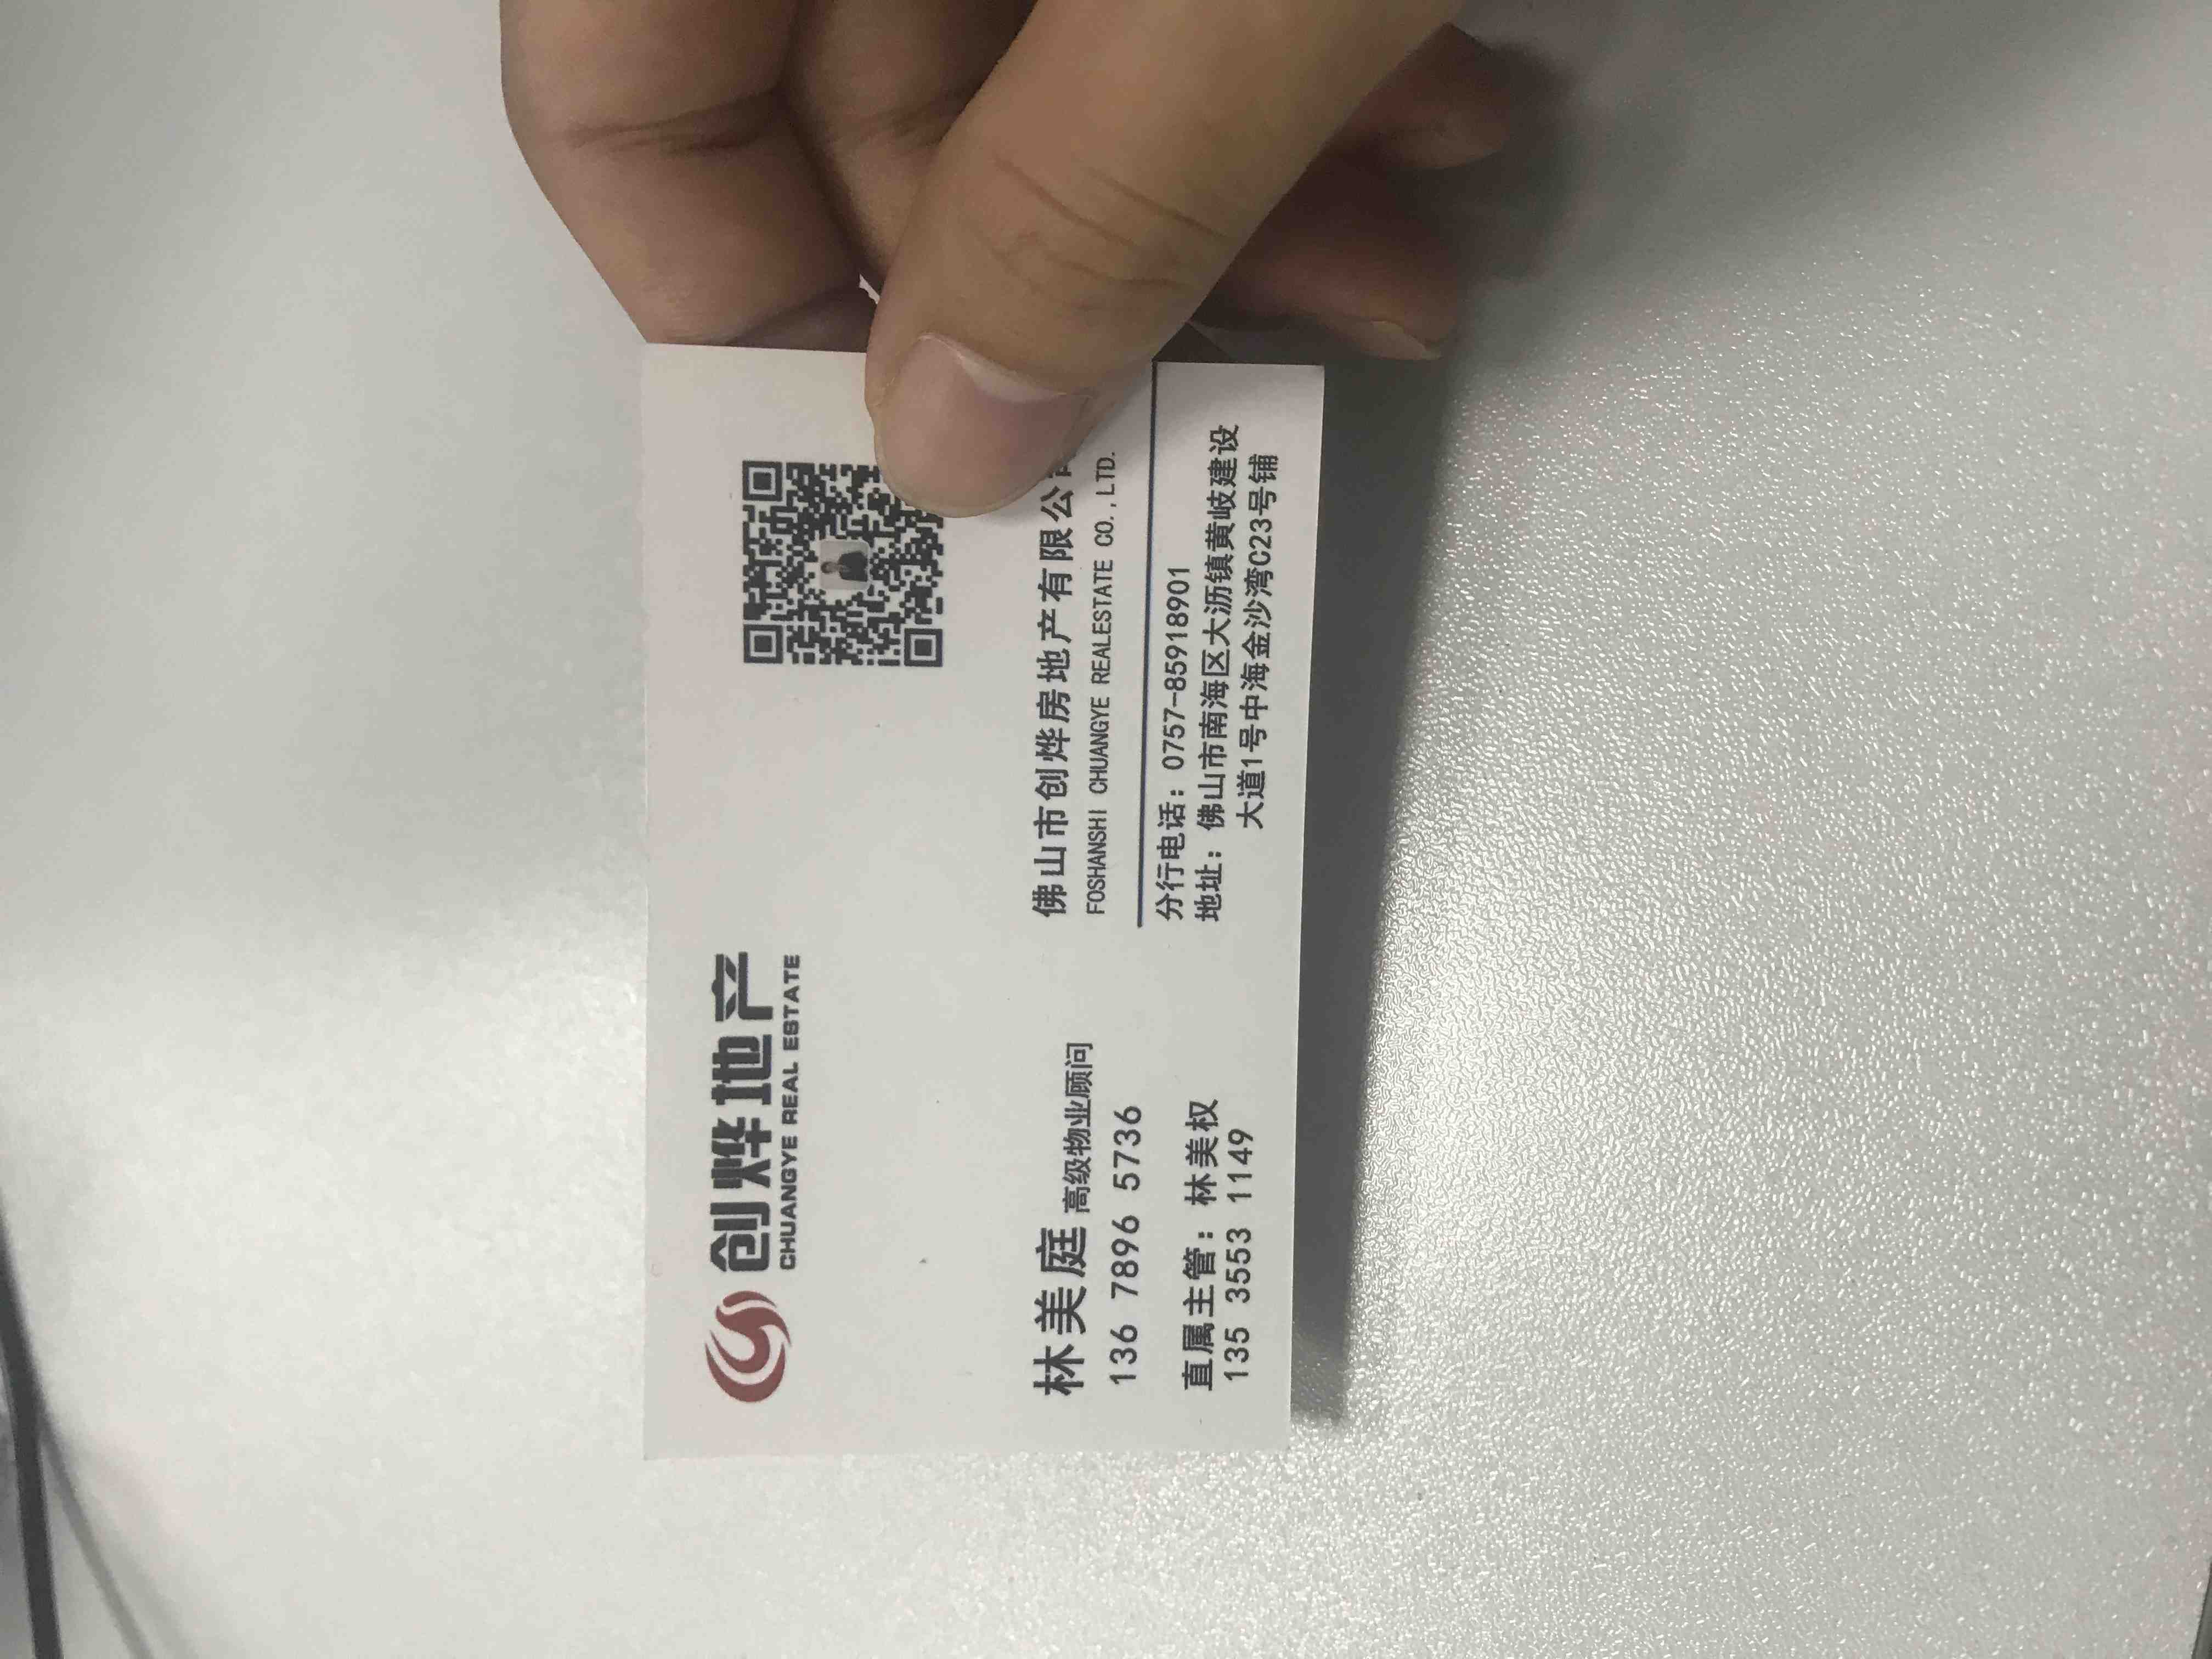 创烨地产
CHUANGYE REAL ESTATE
林美庭 高级物业顾问
136 7896 5736
直属主管：林美权
135 3553 1149
佛山市创烨房地产有限公
FOSHANSHI CHUANGYE REALESTATE CO.,LTD.
分行电话：0757-85918901
地址：佛山市南海区大沥镇黄岐建设
大道1号中海金沙湾C23号铺